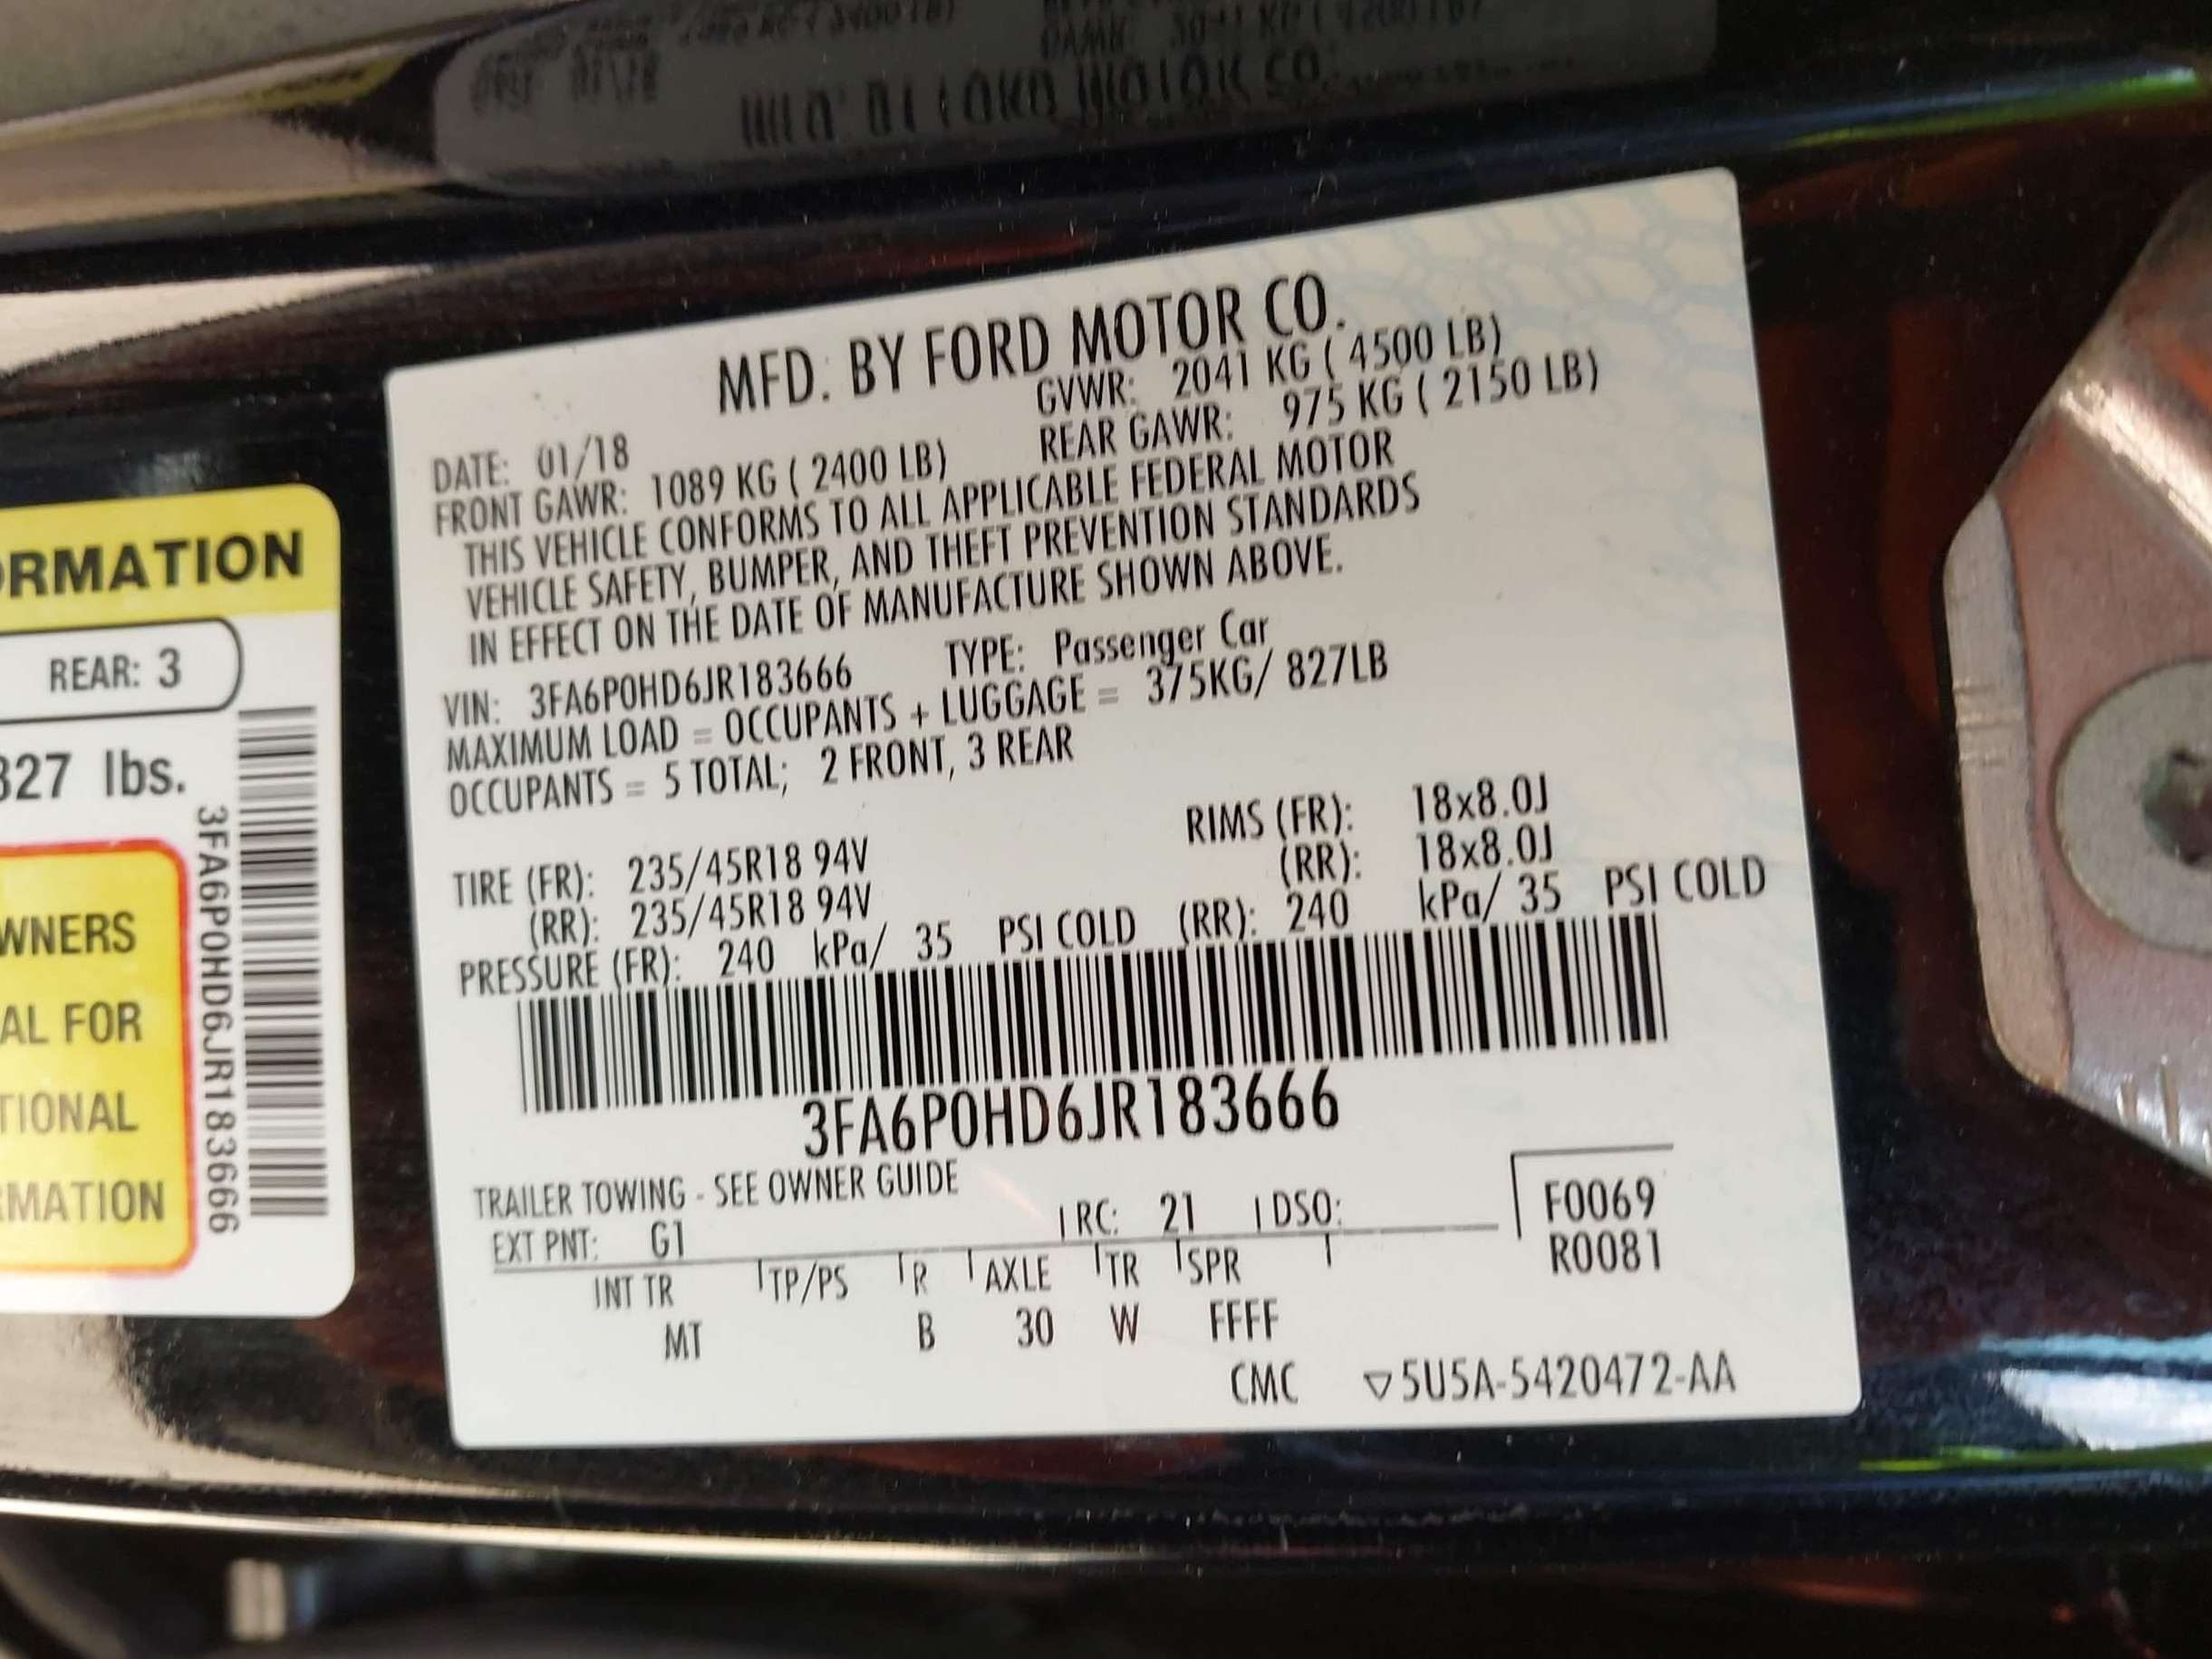 MFD. BY FORD MOTOR CO.
DATE: 01/18 GVWR: 2041 KG ( 4500 LB)
FRONT GAWR: 1089 KG ( 2400 LB) REAR GAWR: 975 KG ( 2150 LB)
THIS VEHICLE CONFORMS TO ALL APPLICABLE FEDERAL MOTOR
VEHICLE SAFETY, BUMPER, AND THEFT PREVENTION STANDARDS
IN EFFECT ON THE DATE OF MANUFACTURE SHOWN ABOVE.
VIN: 3FA6P0HD6JR183666 TYPE: Passenger Car
MAXIMUM LOAD = OCCUPANTS + LUGGAGE = 375KG/ 827LB
OCCUPANTS = 5 TOTAL; 2 FRONT, 3 REAR
TIRE (FR): 235/45R18 94V RIMS (FR): 18x8.0J
(RR): 235/45R18 94V (RR): 18x8.0J
PRESSURE (FR): 240 kPa/ 35 PSI COLD (RR): 240 kPa/ 35 PSI COLD
3FA6P0HD6JR183666
TRAILER TOWING - SEE OWNER GUIDE
EXT PNT: G1 RC: 21 DSO: F0069
INT TR TP/PS R AXLE TR SPR R0081
MT B 30 W FFFF
CMC ▽5U5A-5420472-AA
ORMATION
REAR: 3
827 lbs.
3FA6P0HD6JR183666
WNERS
AL FOR
TIONAL
RMATION